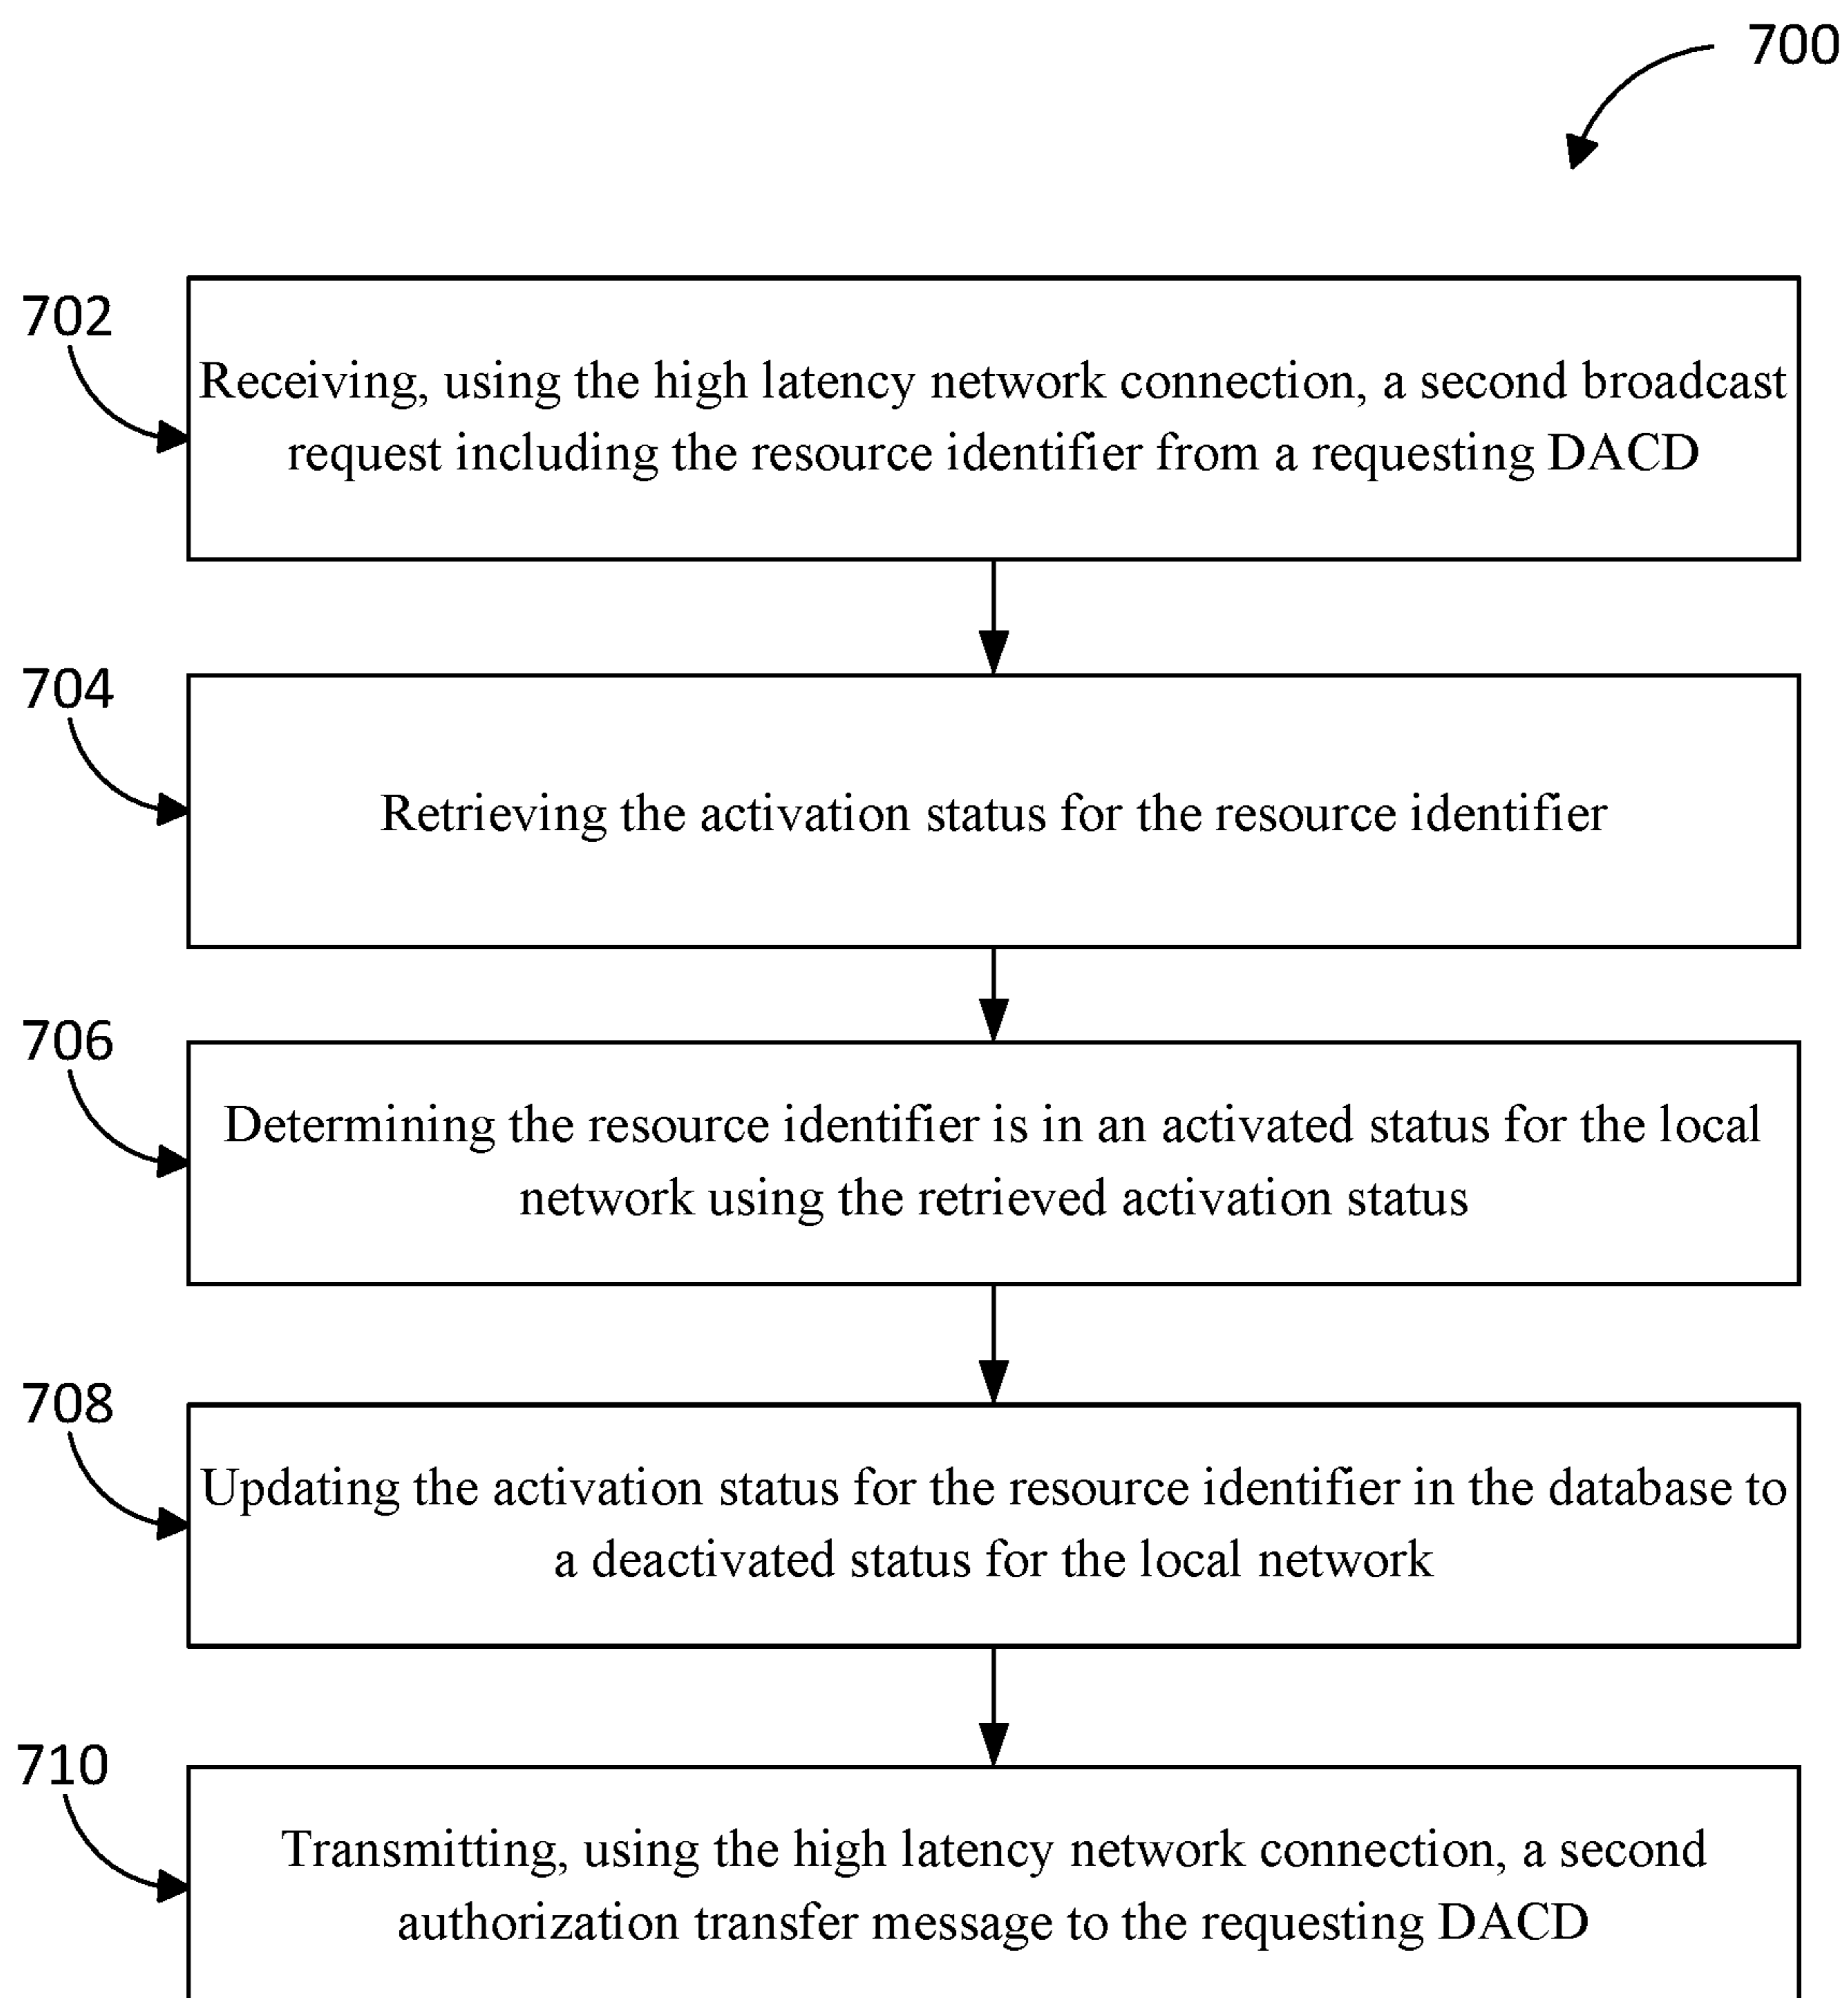 700
702
Receiving, using the high latency network connection, a second broadcast
request including the resource identifier from a requesting DACD
704
Retrieving the activation status for the resource identifier
706
Determining the resource identifier is in an activated status for the local
network using the retrieved activation status
708
Updating the activation status for the resource identifier in the database to
a deactivated status for the local network
710
Transmitting, using the high latency network connection, a second
authorization transfer message to the requesting DACD